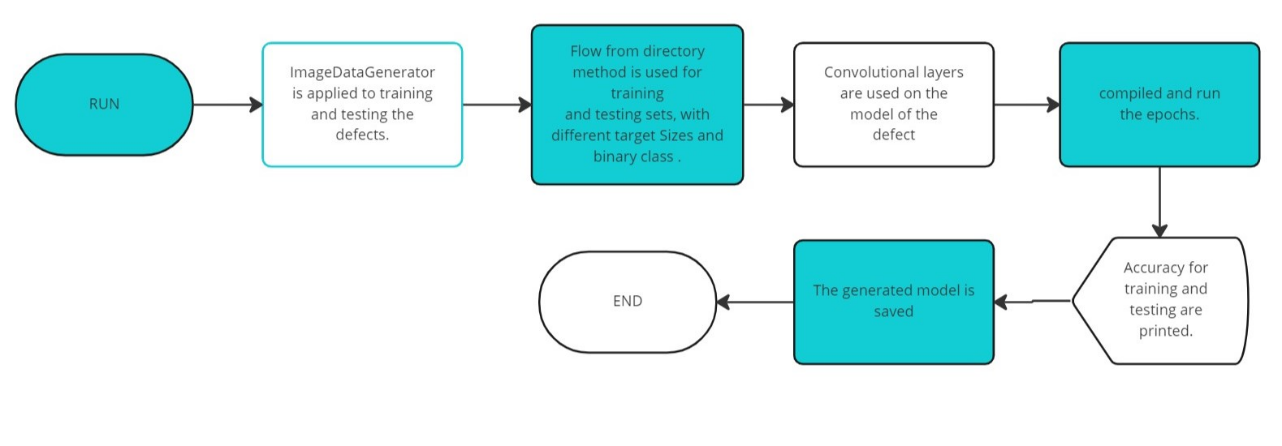 RUN
ImageDataGenerator
is applied to training
and testing the
defects.
Flow from directory
method is used for
training
and testing sets, with
different target Sizes and
binary class .
Convolutional layers
are used on the
model of the
defect
compiled and run
the epochs.
Accuracy for
training and
testing are
printed.
The generated model is
saved
END